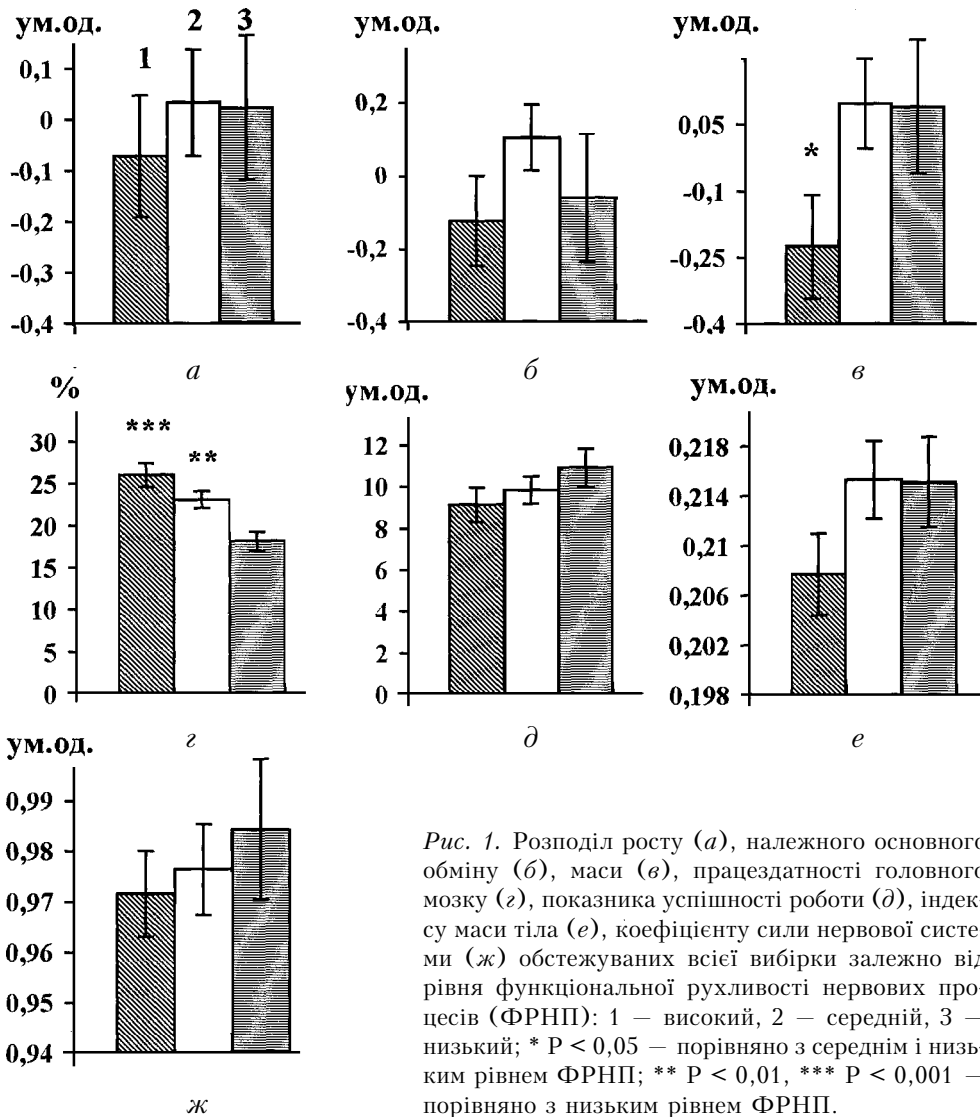 ум.од.
0,1
0
-0,1
-0,2
-0,3
-0,4
1
2
3
а
ум.од.
0,2
0
-0,2
-0,4
б
ум.од.
0,05
-0,1
-0,25
-0,4
*
в
%
30
25
20
15
10
5
0
***
**
г
ум.од.
12
10
8
6
4
2
0
д
ум.од.
0,218
0,214
0,21
0,206
0,202
0,198
е
ум.од.
0,99
0,98
0,97
0,96
0,95
0,94
ж
Рис. 1. Розподіл росту (а), належного основного
обміну (б), маси (в), працездатності головного
мозку (г), показника успішності роботи (д), індек-
су маси тіла (е), коефіцієнту сили нервової систе-
ми (ж) обстежуваних всієї вибірки залежно від
рівня функціональної рухливості нервових про-
цесів (ФРНП): 1 — високий, 2 — середній, 3 —
низький; * P < 0,05 — порівняно з середнім і низь-
ким рівнем ФРНП; ** P < 0,01, *** P < 0,001 —
порівняно з низьким рівнем ФРНП.